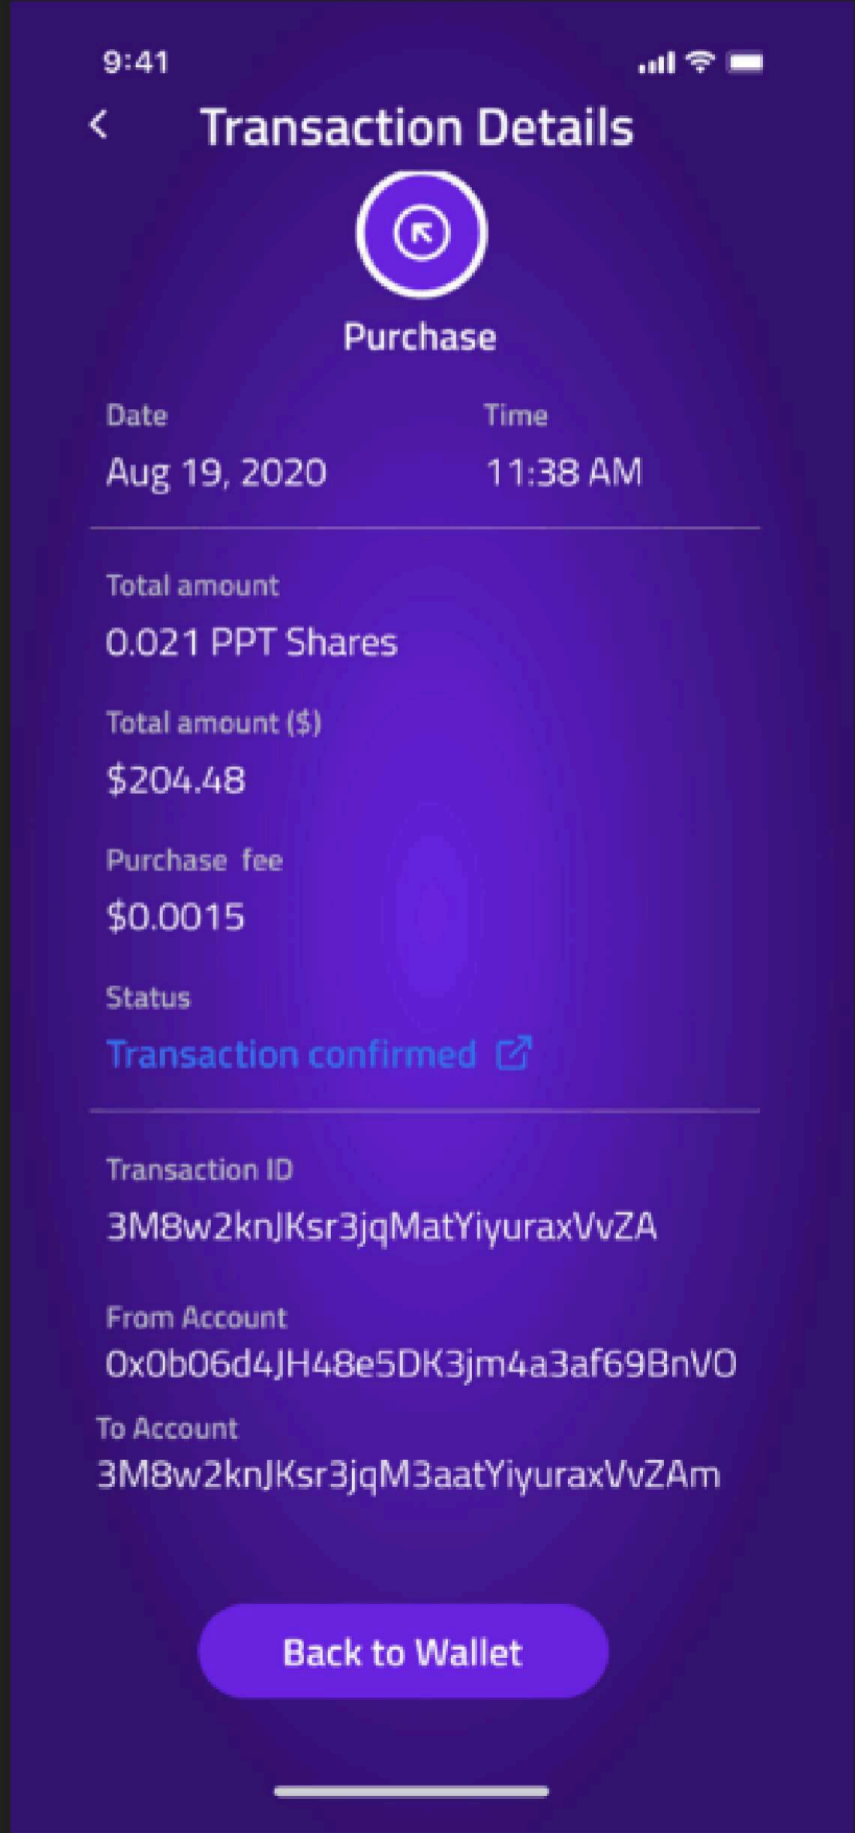 9:41
Transaction Details
Purchase
Date Time
Aug 19, 2020 11:38 AM
Total amount
0.021 PPT Shares
Total amount ($)
$204.48
Purchase fee
$0.0015
Status
Transaction confirmed
Transaction ID
3M8w2knJKsr3jqMatYiyuraxVvZA
From Account
0x0b06d4JH48e5DK3jm4a3af69BnVO
To Account
3M8w2knJKsr3jqM3aatYiyuraxVvZAm
Back to Wallet